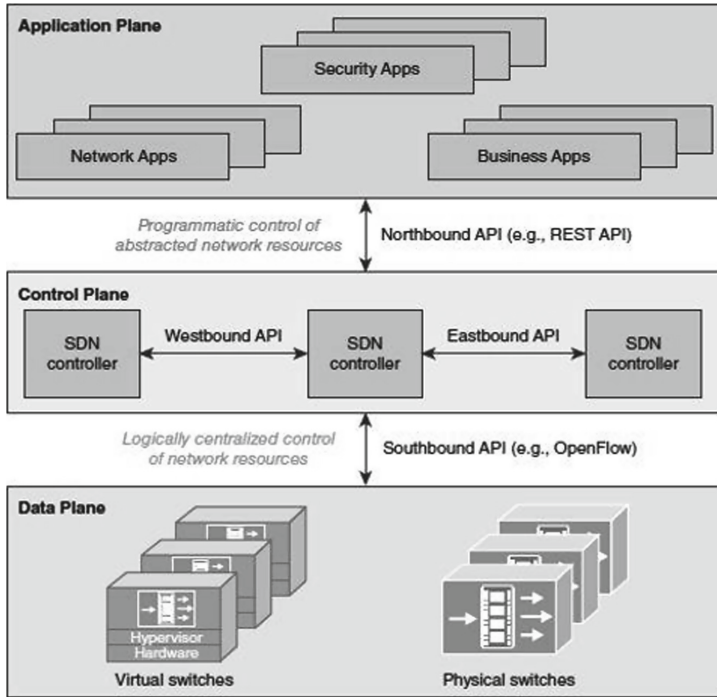 Application Plane
Security Apps
Network Apps
Business Apps
Programmatic control of
abstracted network resources
Northbound API (e.g., REST API)
Control Plane
SDN
controller
Westbound API
SDN
controller
Eastbound API
SDN
controller
Logically centralized control
of network resources
Southbound API (e.g., OpenFlow)
Data Plane
Hypervisor
Hardware
Virtual switches
Physical switches